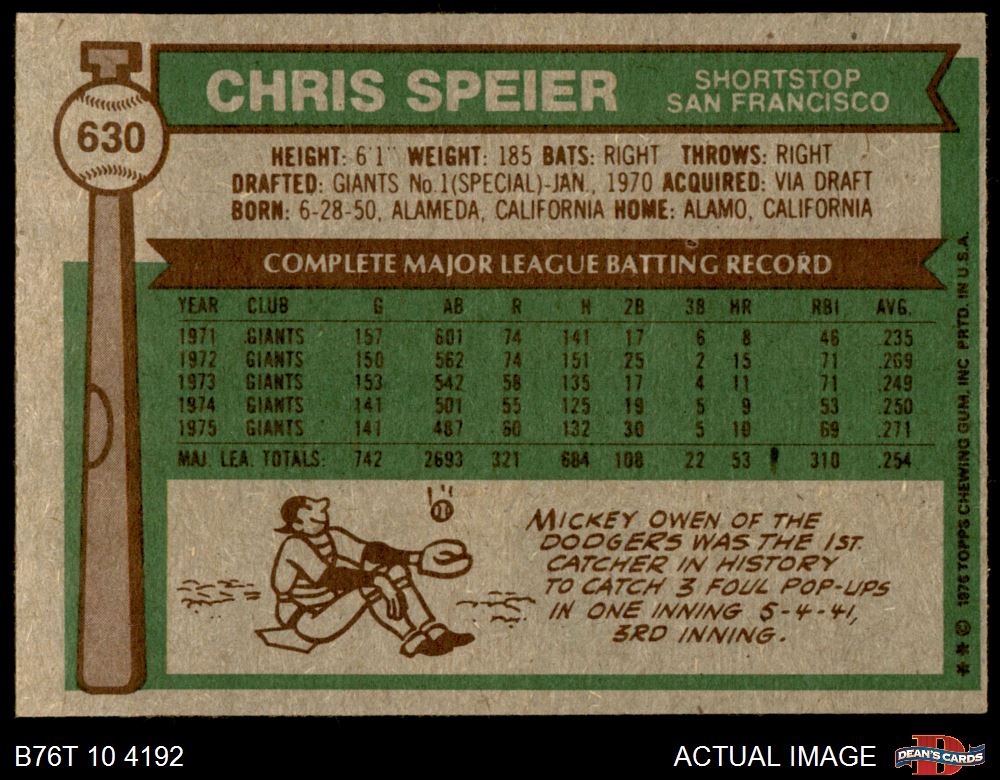 630
CHRIS SPEIER
SHORTSTOP
SAN FRANCISCO
HEIGHT: 6'1" WEIGHT: 185 BATS: RIGHT THROWS: RIGHT
DRAFTED: GIANTS No.1(SPECIAL)-JAN., 1970 ACQUIRED: VIA DRAFT
BORN: 6-28-50, ALAMEDA, CALIFORNIA HOME: ALAMO, CALIFORNIA
COMPLETE MAJOR LEAGUE BATTING RECORD
YEAR CLUB G AB R H 2B 3B HR RBI AVG.
1971 GIANTS 157 601 74 141 17 6 8 46 .235
1972 GIANTS 150 562 74 151 25 2 15 71 .269
1973 GIANTS 153 542 58 135 17 4 11 71 .249
1974 GIANTS 141 501 55 125 19 5 9 53 .250
1975 GIANTS 141 487 60 132 30 5 10 69 .271
MAJ. LEA. TOTALS: 742 2693 321 684 108 22 53 310 .254
MICKEY OWEN OF THE
DODGERS WAS THE 1ST.
CATCHER IN HISTORY
TO CATCH 3 FOUL POP-UPS
IN ONE INNING 5-4-41,
3RD INNING.
** © 1976 TOPPS CHEWING GUM, INC. PRTD. IN U.S.A.
B76T 10 4192
ACTUAL IMAGE
DEAN'S CARDS